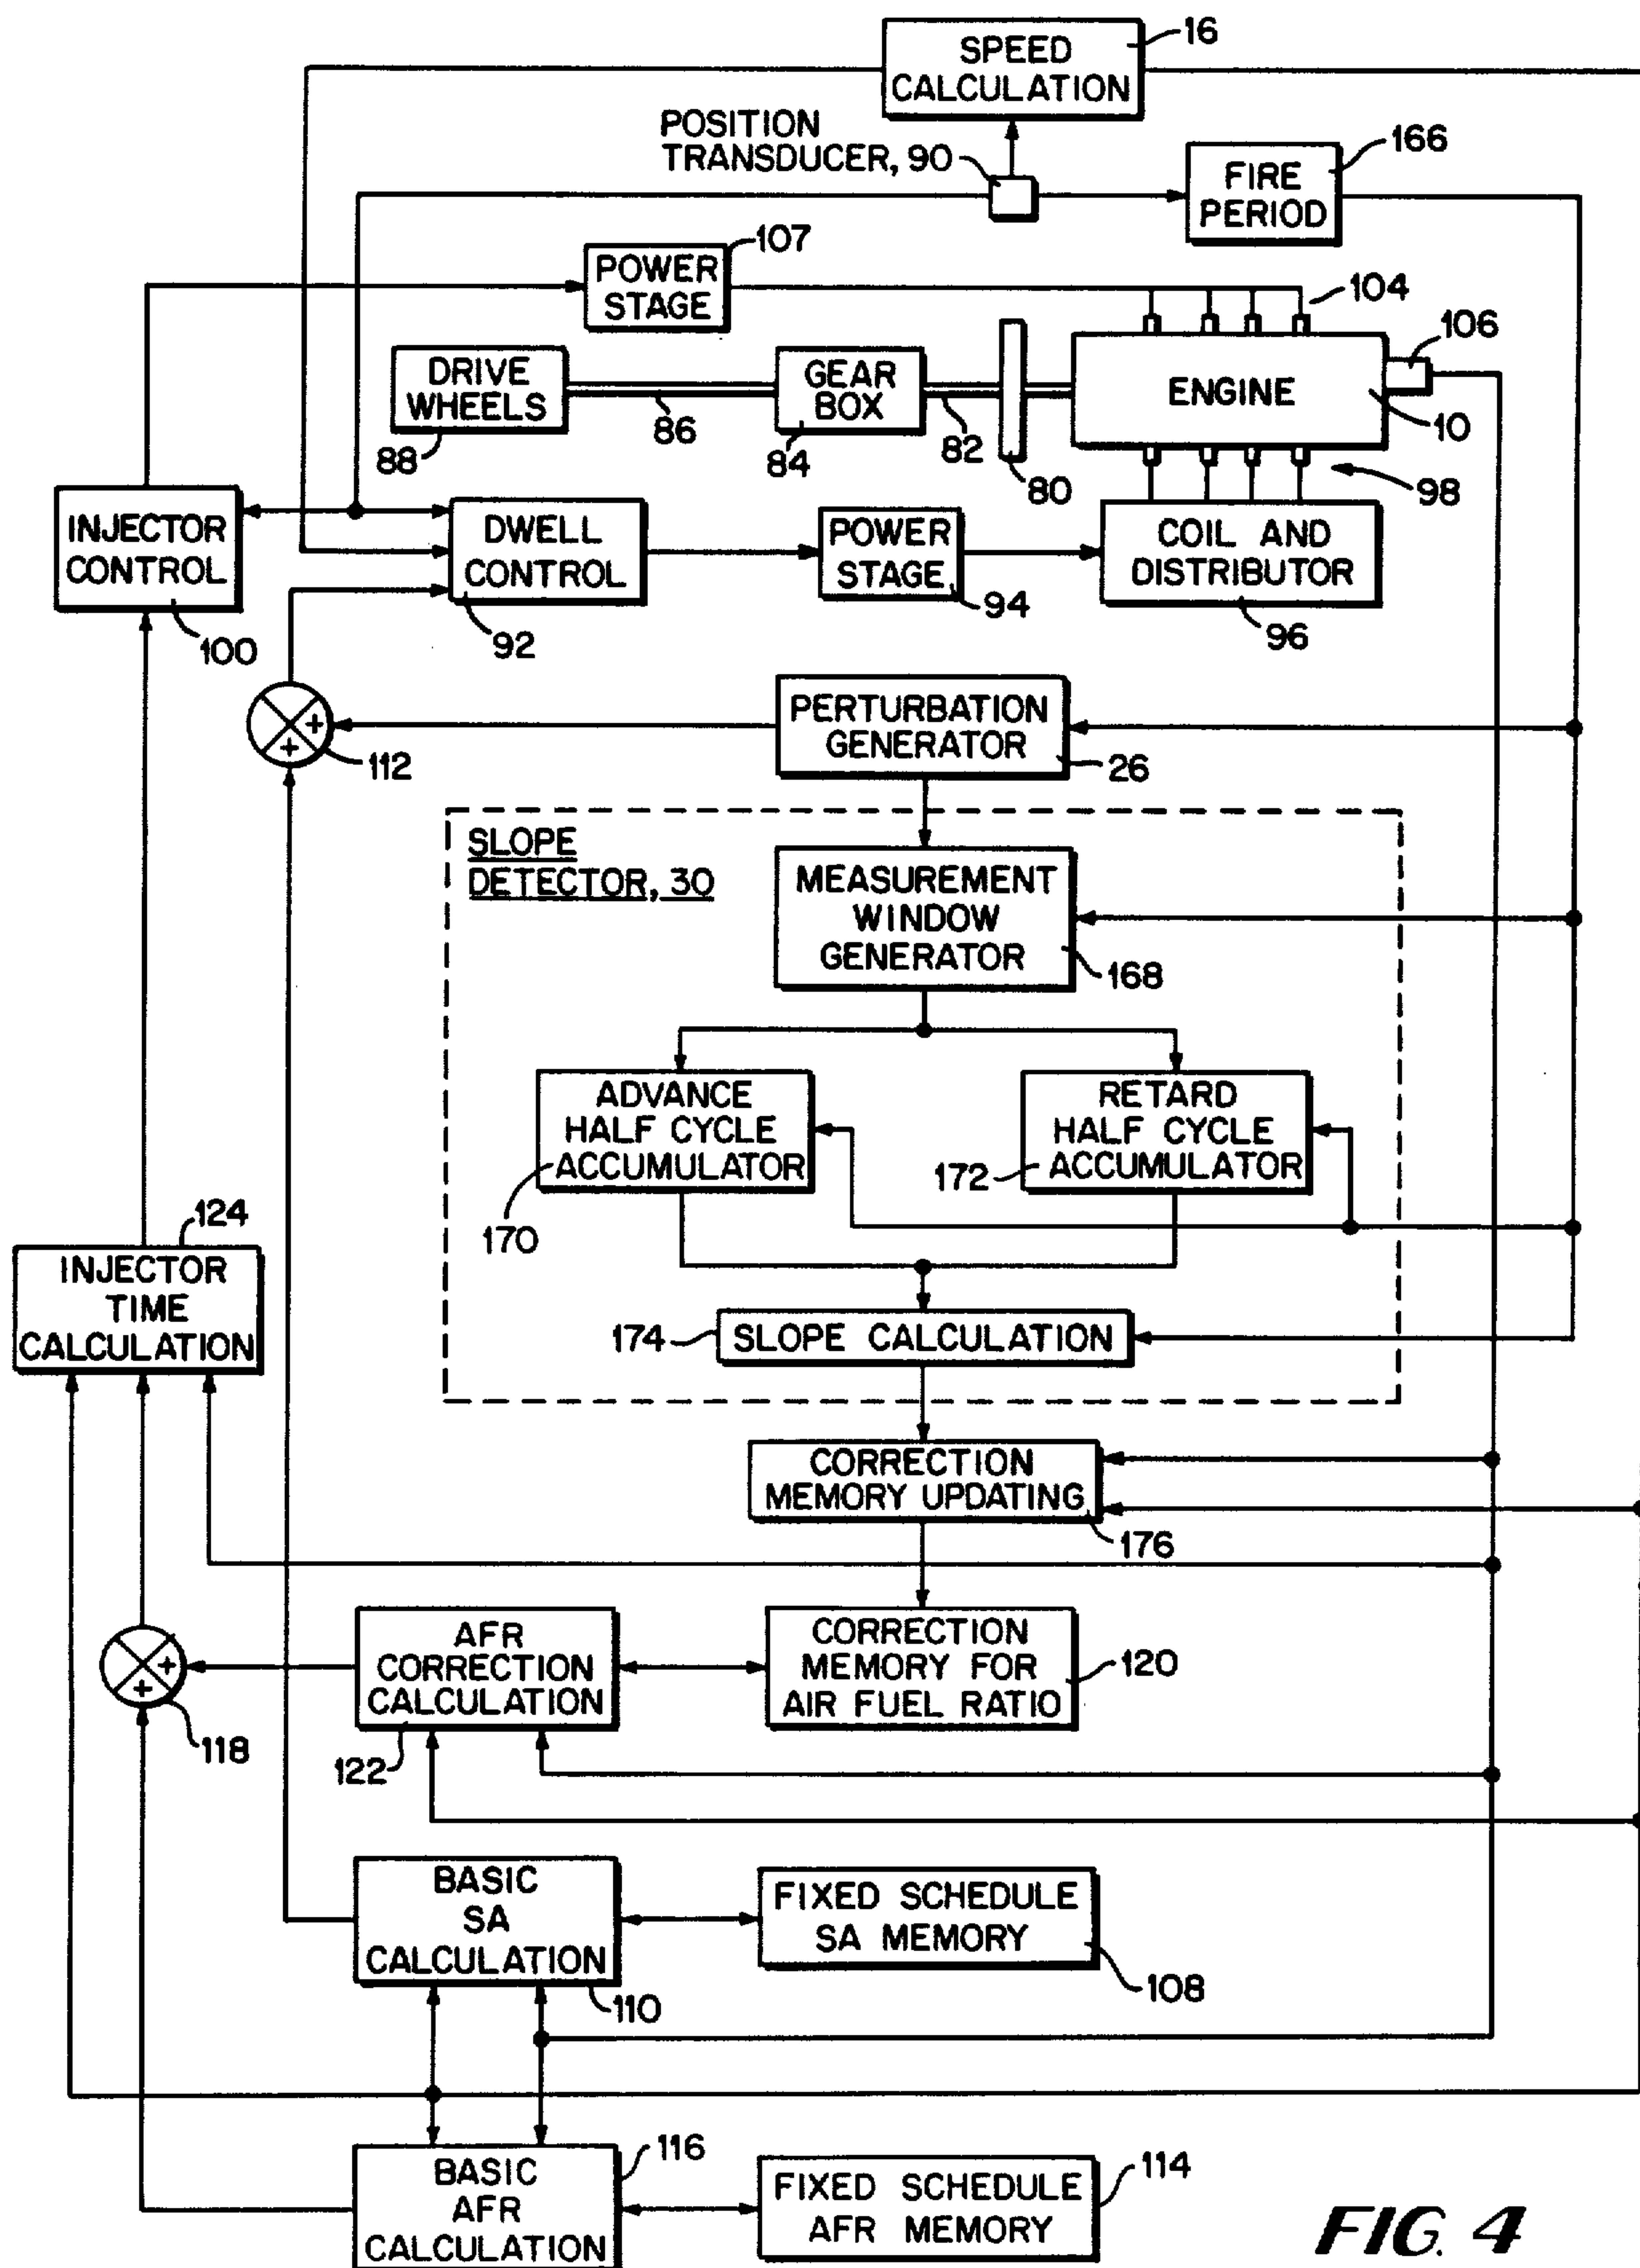 SPEED
CALCULATION
16
POSITION
TRANSDUCER, 90
FIRE
PERIOD
166
POWER
STAGE
107
104
106
DRIVE
WHEELS
88
86
GEAR
BOX
84
82
80
ENGINE
10
98
INJECTOR
CONTROL
100
DWELL
CONTROL
92
POWER
STAGE
94
COIL AND
DISTRIBUTOR
96
+
+
112
PERTURBATION
GENERATOR
26
SLOPE
DETECTOR, 30
MEASUREMENT
WINDOW
GENERATOR
168
ADVANCE
HALF CYCLE
ACCUMULATOR
170
RETARD
HALF CYCLE
ACCUMULATOR
172
124
INJECTOR
TIME
CALCULATION
174
SLOPE CALCULATION
CORRECTION
MEMORY UPDATING
176
+
+
118
AFR
CORRECTION
CALCULATION
122
CORRECTION
MEMORY FOR
AIR FUEL RATIO
120
BASIC
SA
CALCULATION
110
FIXED SCHEDULE
SA MEMORY
108
BASIC
AFR
CALCULATION
116
FIXED SCHEDULE
AFR MEMORY
114
FIG. 4